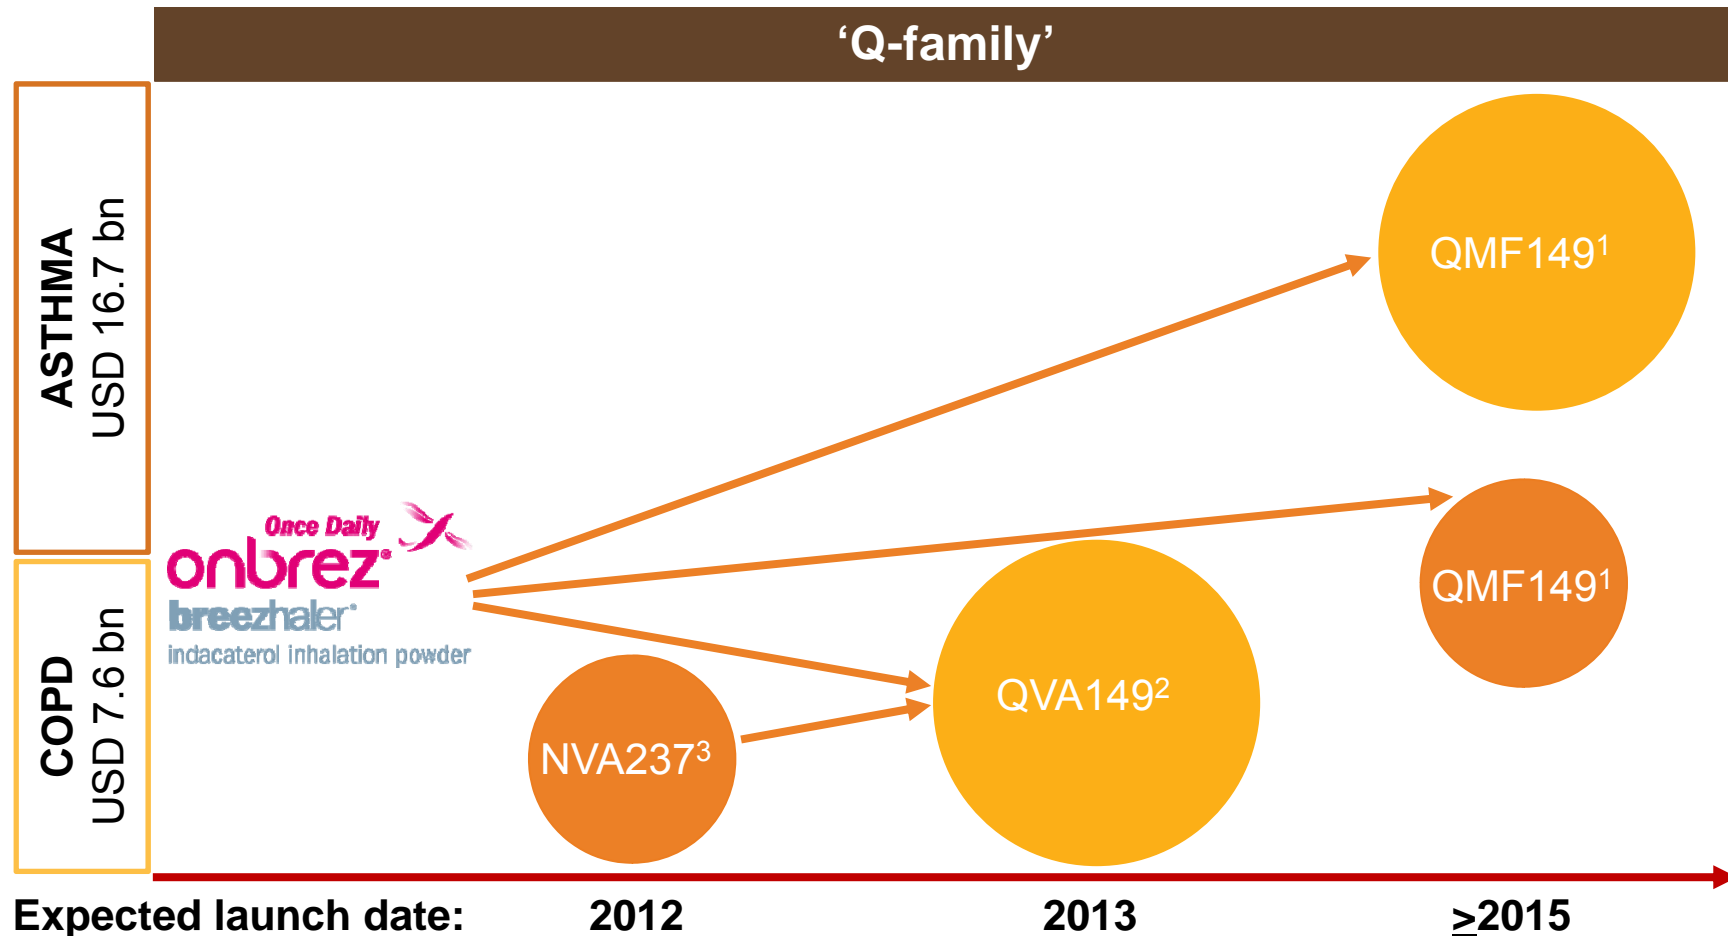 ‘Q-family’
ASTHMA
USD 16.7 bn
COPD
USD 7.6 bn
Once Daily
onbrez®
breezhaler®
indacaterol inhalation powder
QMF149¹
QMF149¹
QVA149²
NVA237³
Expected launch date: 2012 2013 ≥2015